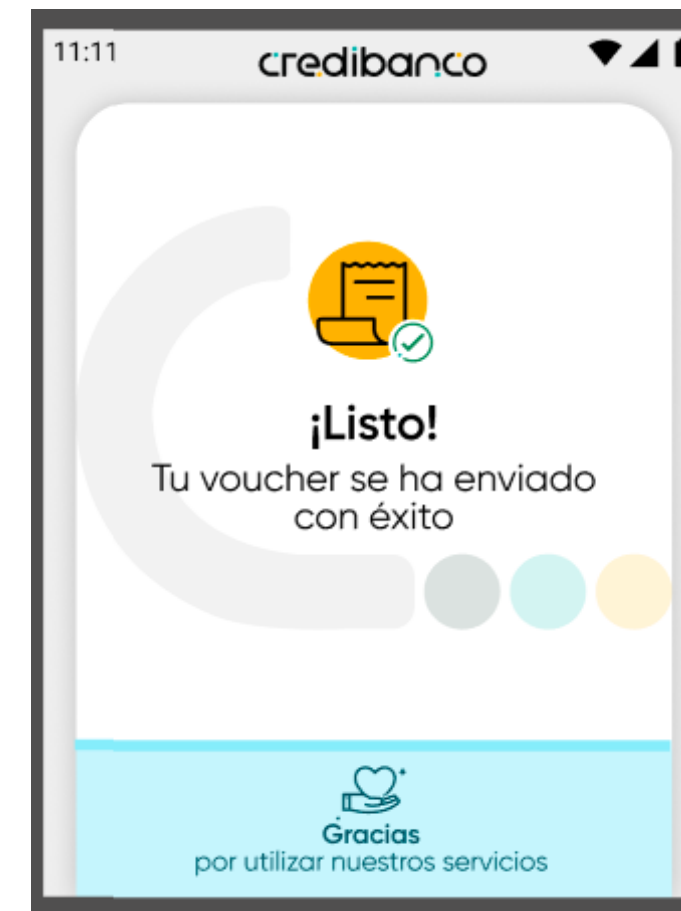 11:11
credibanco
¡Listo!
Tu voucher se ha enviado
con éxito
Gracias
por utilizar nuestros servicios